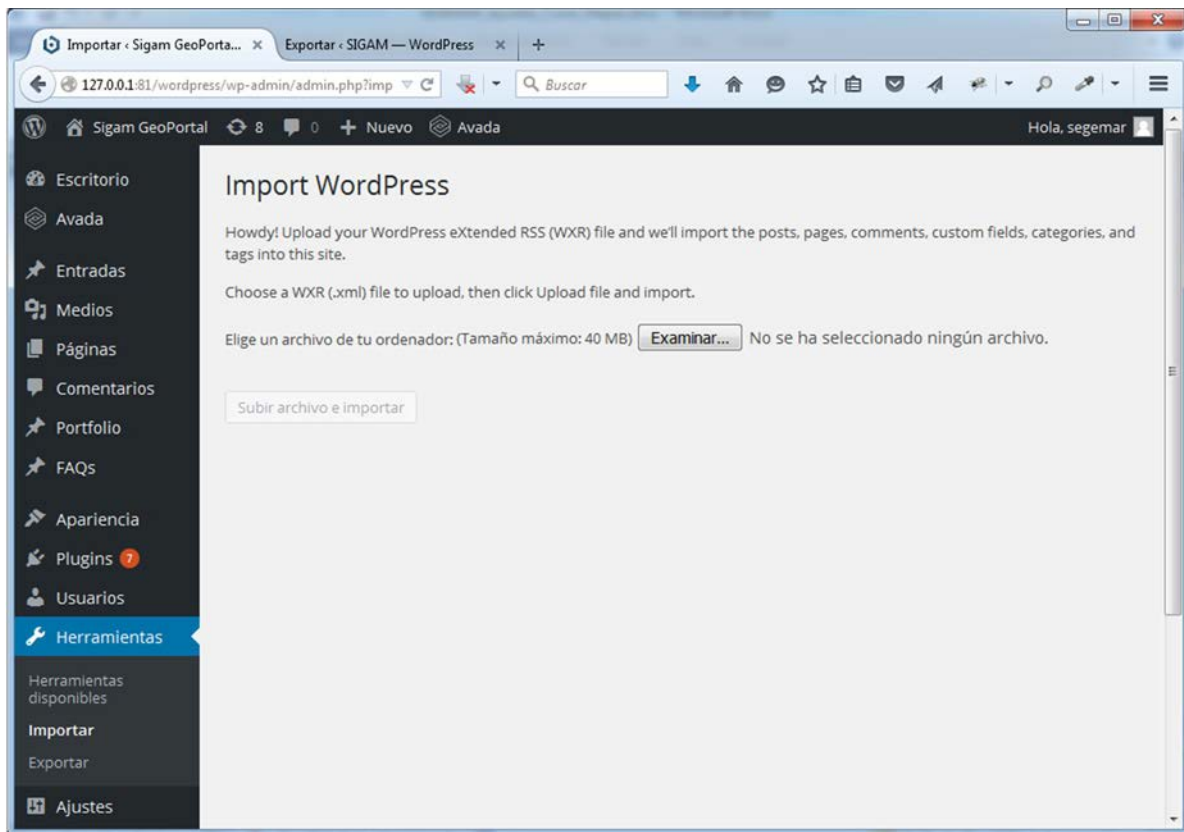 Importar ‹ Sigam GeoPorta... ×
Exportar ‹ SIGAM — WordPress ×
127.0.0.1:81/wordpress/wp-admin/admin.php?imp
Buscar
Sigam GeoPortal 8 0 + Nuevo Avada
Hola, segemar
Escritorio
Avada
Entradas
Medios
Páginas
Comentarios
Portfolio
FAQs
Apariencia
Plugins 7
Usuarios
Herramientas
Herramientas
disponibles
Importar
Exportar
Ajustes
Import WordPress
Howdy! Upload your WordPress eXtended RSS (WXR) file and we'll import the posts, pages, comments, custom fields, categories, and
tags into this site.
Choose a WXR (.xml) file to upload, then click Upload file and import.
Elige un archivo de tu ordenador: (Tamaño máximo: 40 MB) Examinar... No se ha seleccionado ningún archivo.
Subir archivo e importar